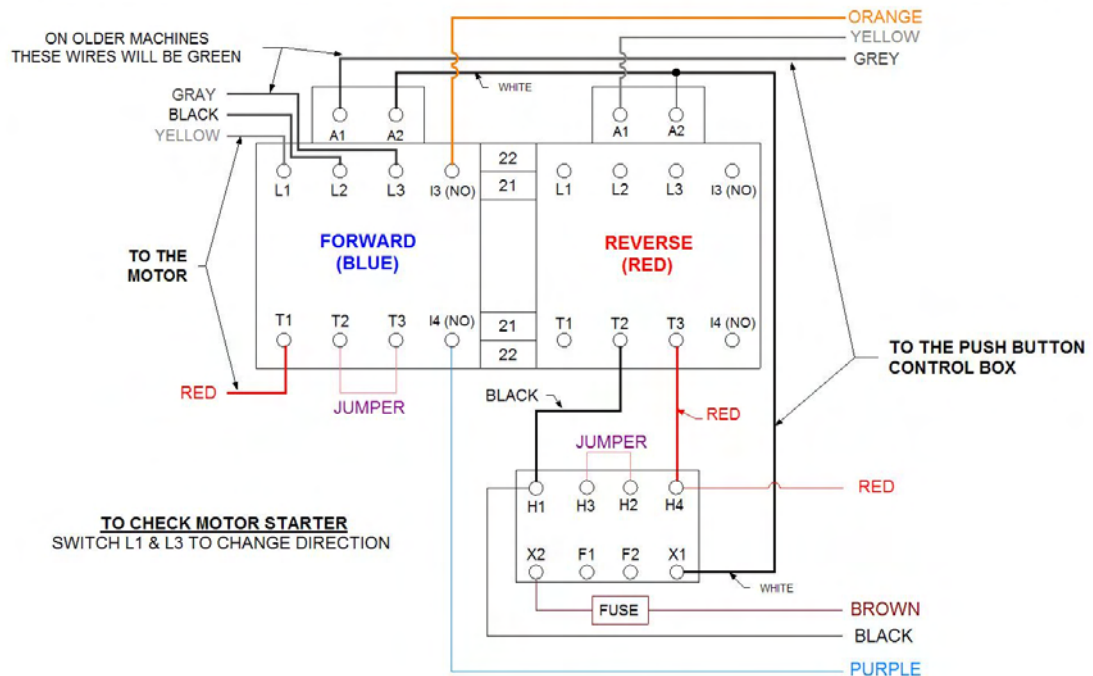 ORANGE
YELLOW
GREY
ON OLDER MACHINES
THESE WIRES WILL BE GREEN
WHITE
GRAY
BLACK
YELLOW
A1
A2
A1
A2
22
21
L1
L2
L3
I3 (NO)
L1
L2
L3
I3 (NO)
FORWARD
(BLUE)
REVERSE
(RED)
TO THE
MOTOR
T1
T2
T3
I4 (NO)
21
22
T1
T2
T3
I4 (NO)
TO THE PUSH BUTTON
CONTROL BOX
RED
JUMPER
BLACK
RED
JUMPER
H1
H3
H2
H4
RED
TO CHECK MOTOR STARTER
SWITCH L1 & L3 TO CHANGE DIRECTION
X2
F1
F2
X1
WHITE
FUSE
BROWN
BLACK
PURPLE